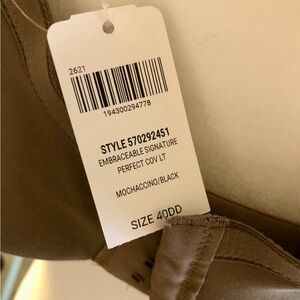 2621
194300294778
STYLE 570292451
EMBRACEABLE SIGNATURE
PERFECT COV LT
MOCHACCINO/BLACK
SIZE 40DD